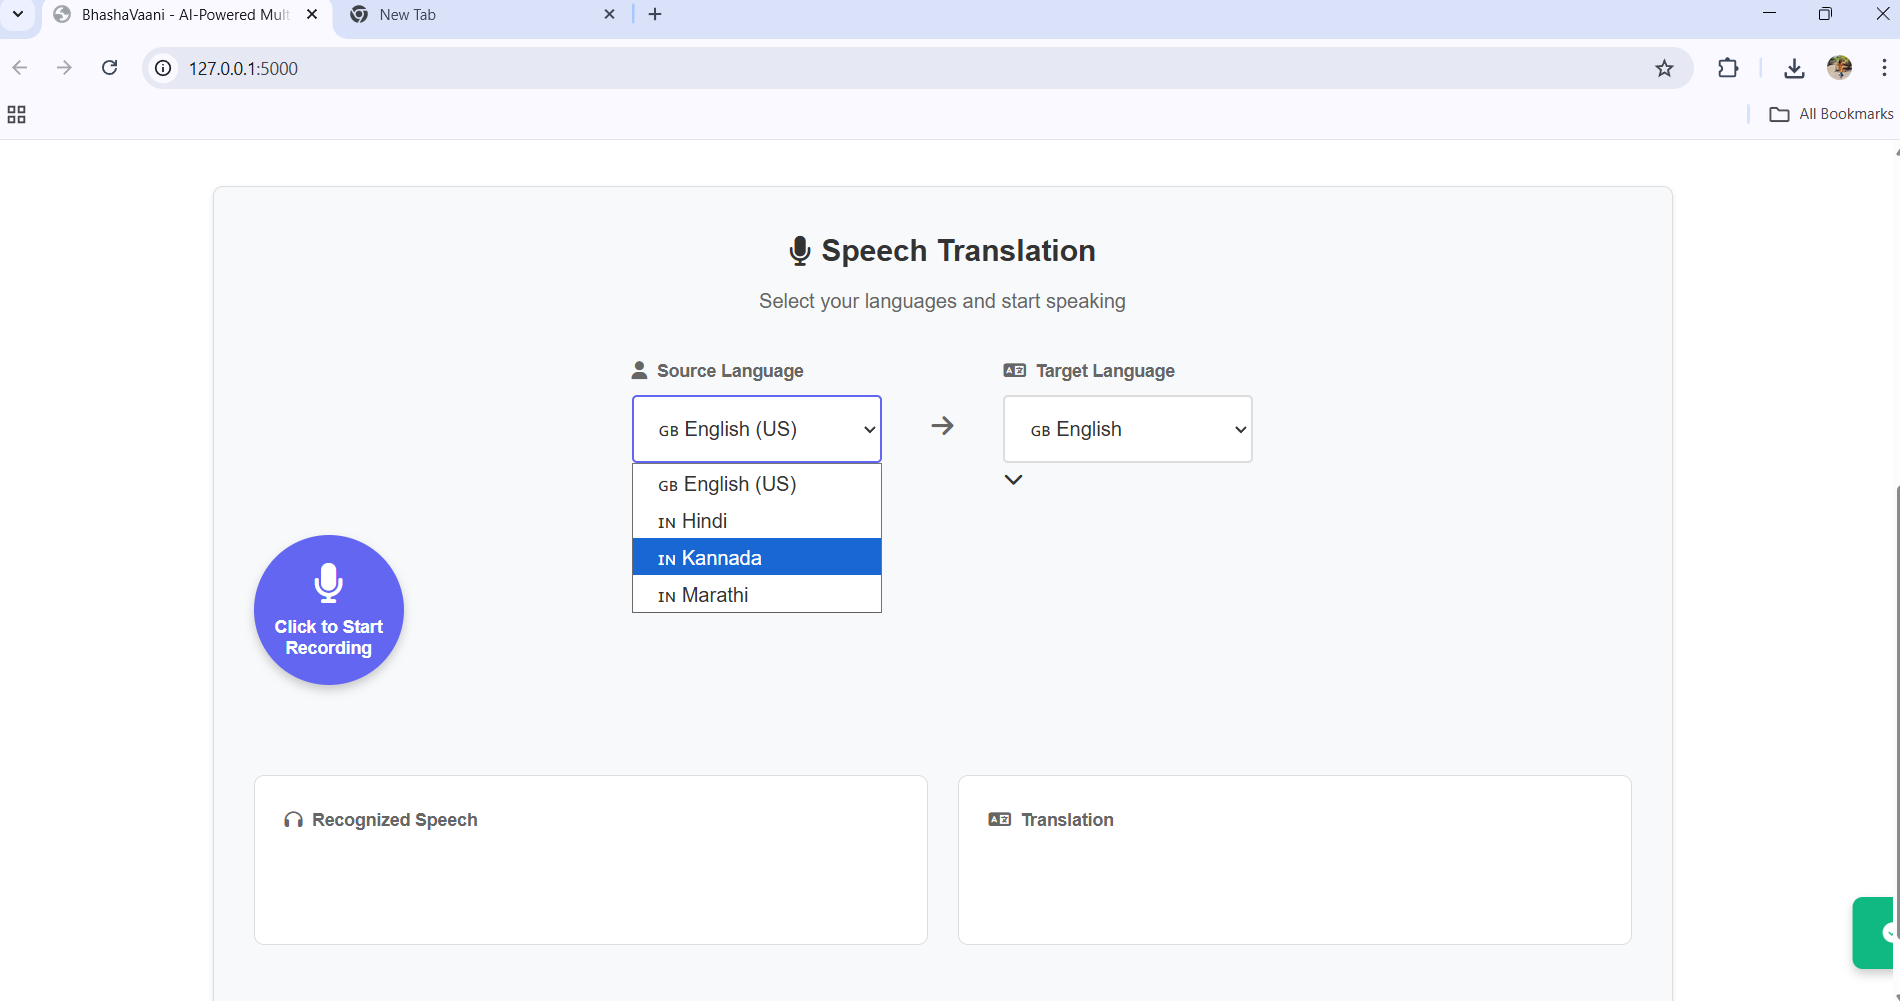 BhashaVaani - AI-Powered Mult
New Tab
127.0.0.1:5000
All Bookmarks
Speech Translation
Select your languages and start speaking
Source Language
Target Language
GB English (US)
GB English
GB English (US)
IN Hindi
IN Kannada
IN Marathi
Click to Start
Recording
Recognized Speech
Translation